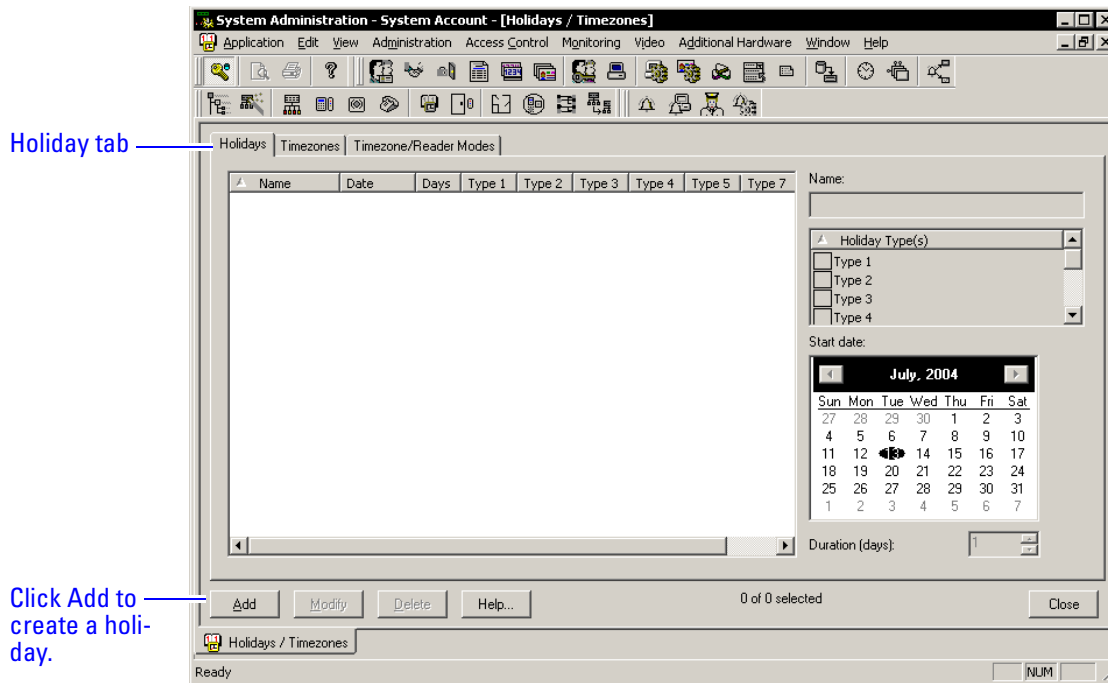 System Administration - System Account - [Holidays / Timezones]
Application Edit View Administration Access Control Monitoring Video Additional Hardware Window Help
Holiday tab
Holidays Timezones Timezone/Reader Modes
Name Date Days Type 1 Type 2 Type 3 Type 4 Type 5 Type 7
Name:
Holiday Type(s)
Type 1
Type 2
Type 3
Type 4
Start date:
July, 2004
Sun Mon Tue Wed Thu Fri Sat
27 28 29 30 1 2 3
4 5 6 7 8 9 10
11 12 13 14 15 16 17
18 19 20 21 22 23 24
25 26 27 28 29 30 31
1 2 3 4 5 6 7
Duration (days): 1
Click Add to
create a holi-
day.
Add Modify Delete Help... 0 of 0 selected Close
Holidays / Timezones
Ready NUM